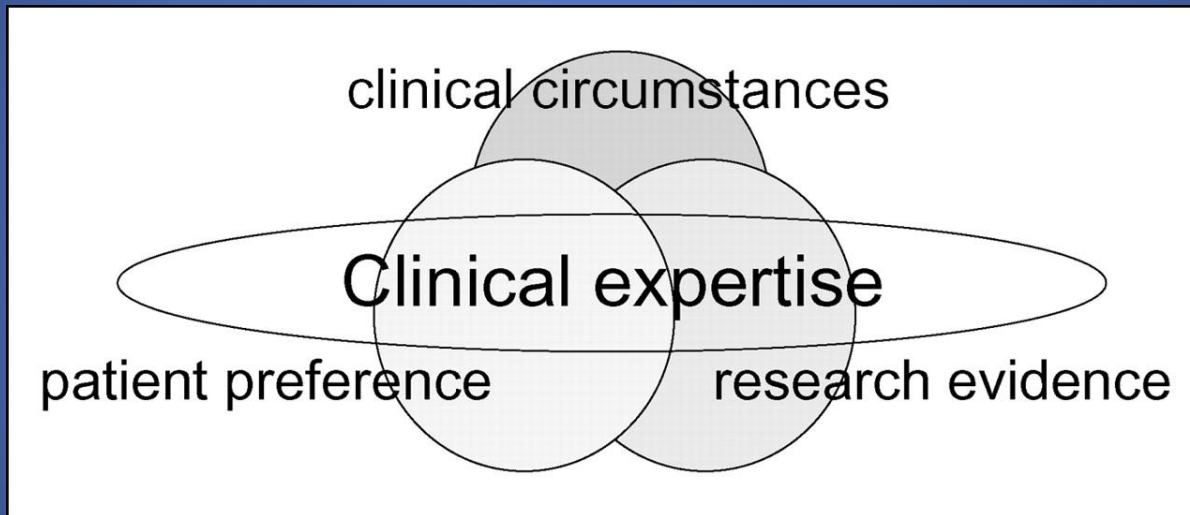 clinical circumstances
Clinical expertise
patient preference
research evidence